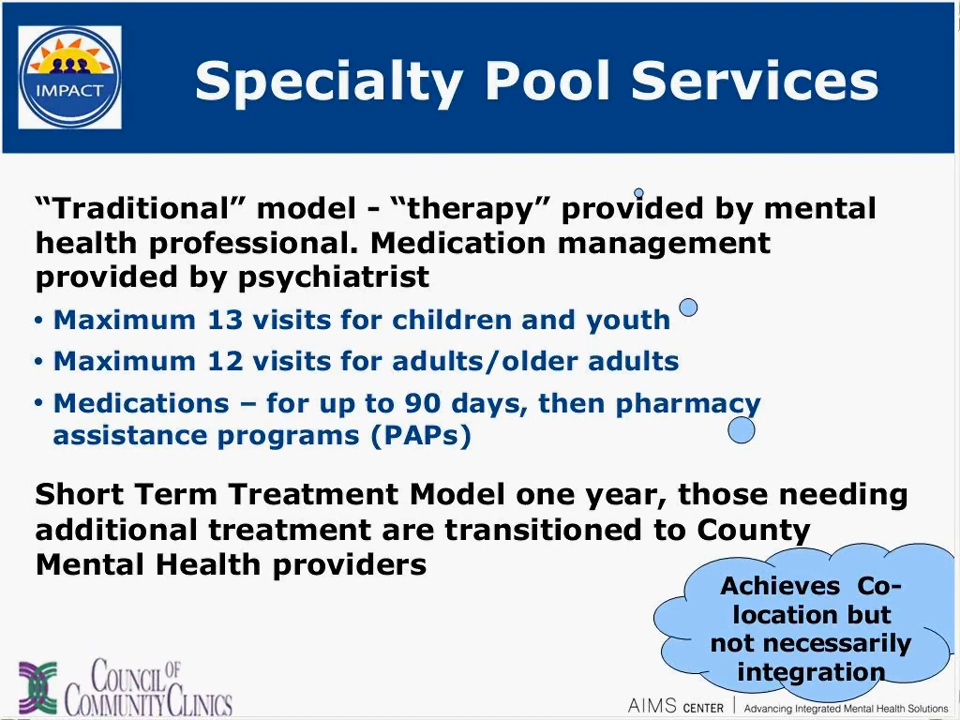 IMPACT
Specialty Pool Services
“Traditional” model - “therapy” provided by mental
health professional. Medication management
provided by psychiatrist
• Maximum 13 visits for children and youth
• Maximum 12 visits for adults/older adults
• Medications – for up to 90 days, then pharmacy
assistance programs (PAPs)
Short Term Treatment Model one year, those needing
additional treatment are transitioned to County
Mental Health providers
Achieves Co-
location but
not necessarily
integration
COUNCIL OF
COMMUNITY CLINICS
AIMS CENTER | Advancing Integrated Mental Health Solutions